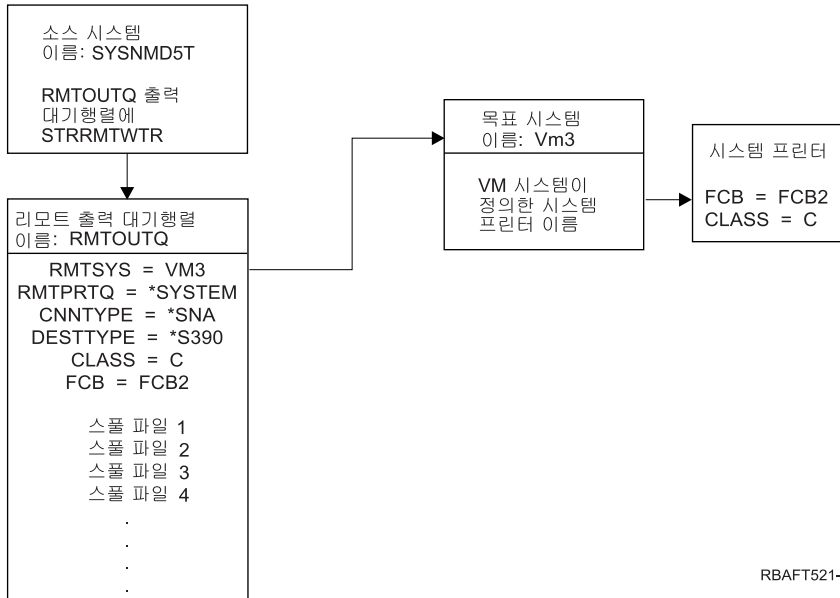 소스 시스템
이름: SYSNMD5T
RMTOUTQ 출력
대기행렬에
STRRMTWTR
리모트 출력 대기행렬
이름: RMTOUTQ
RMTSYS = VM3
RMTPRTQ = *SYSTEM
CNNTYPE = *SNA
DESTTYPE = *S390
CLASS = C
FCB = FCB2
스풀 파일 1
스풀 파일 2
스풀 파일 3
스풀 파일 4
.
.
.
.
목표 시스템
이름: Vm3
VM 시스템이
정의한 시스템
프린터 이름
시스템 프린터
FCB = FCB2
CLASS = C
RBAFT521-